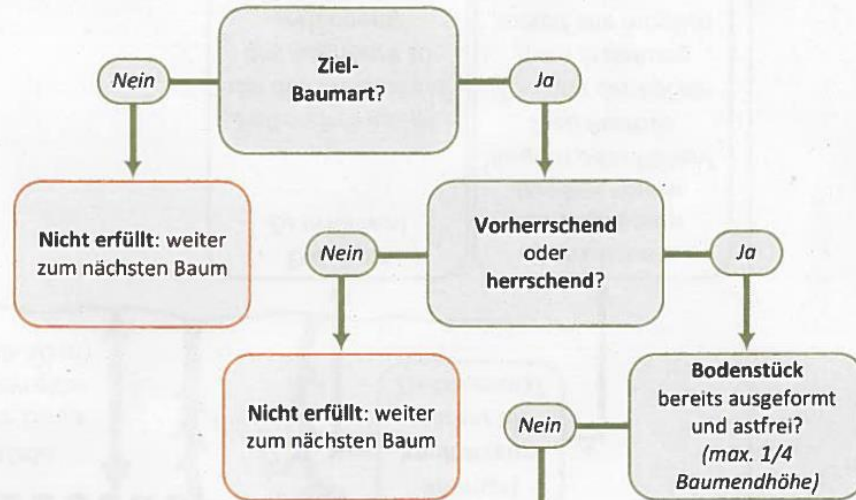 Nein
Ziel-
Baumart?
Ja
Nicht erfüllt: weiter
zum nächsten Baum
Nein
Vorherrschend
oder
herrschend?
Ja
Nicht erfüllt: weiter
zum nächsten Baum
Nein
Bodenstück
bereits ausgeformt
und astfrei?
(max. 1/4
Baumendhöhe)